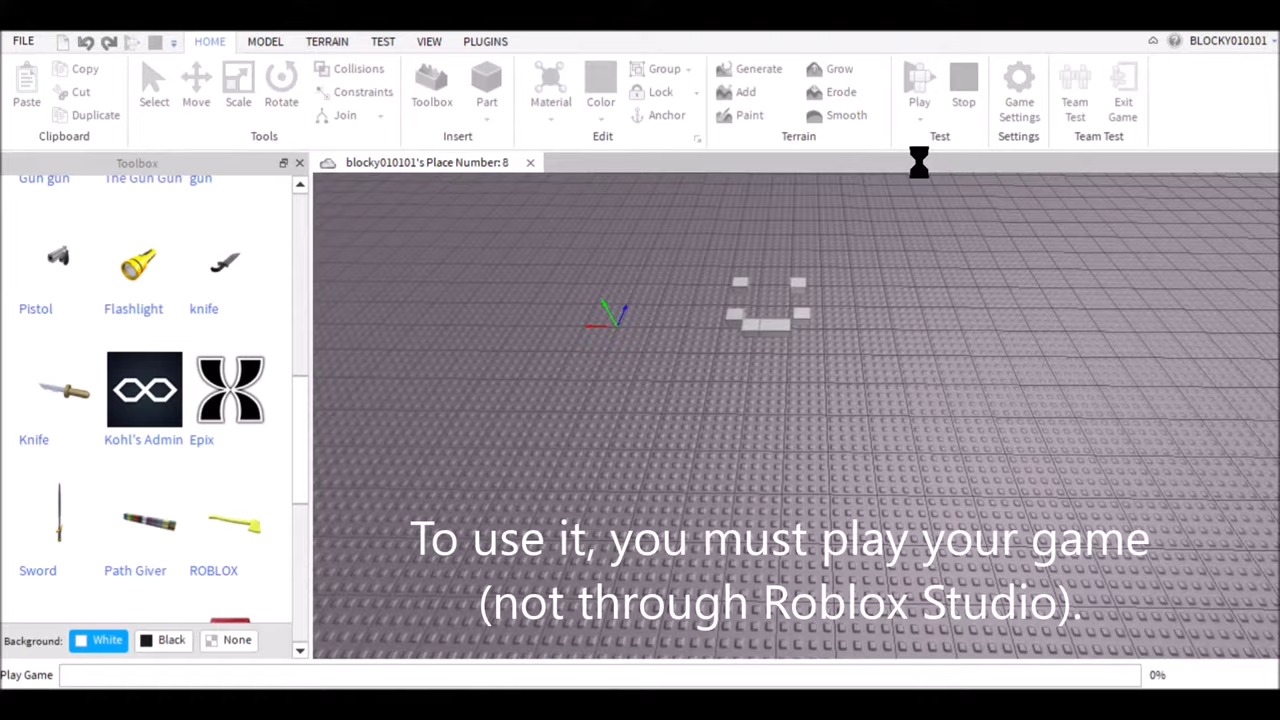 FILE HOME MODEL TERRAIN TEST VIEW PLUGINS BLOCKY010101
Paste Copy Cut Duplicate Clipboard
Select Move Scale Rotate Collisions Constraints Join Tools
Toolbox Part Insert
Material Color Group Lock Anchor Edit
Generate Add Paint Grow Erode Smooth Terrain
Play Stop Test
Game Settings Settings
Team Test Exit Game Team Test
Toolbox
blocky010101's Place Number: 8
Gun gun The Gun Gun gun
Pistol Flashlight knife
Knife Kohl's Admin Epix
Sword Path Giver ROBLOX
To use it, you must play your game
(not through Roblox Studio).
Background: White Black None
Play Game 0%